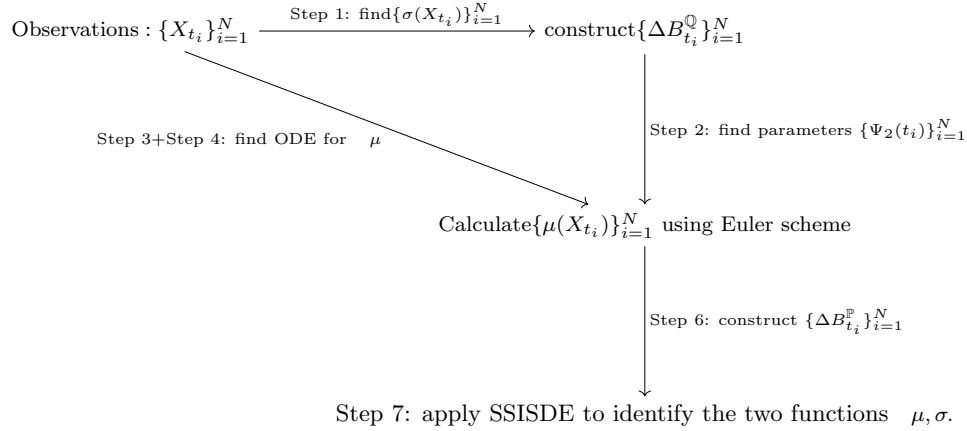 Observations : $\{X_{t_i}\}_{i=1}^N$
Step 1: find$\{\sigma(X_{t_i})\}_{i=1}^N$
construct$\{\Delta B_{t_i}^{\mathbb{Q}}\}_{i=1}^N$
Step 3+Step 4: find ODE for $\mu$
Step 2: find parameters $\{\Psi_2(t_i)\}_{i=1}^N$
Calculate$\{\mu(X_{t_i})\}_{i=1}^N$ using Euler scheme
Step 6: construct $\{\Delta B_{t_i}^{\mathbb{P}}\}_{i=1}^N$
Step 7: apply SSISDE to identify the two functions $\mu, \sigma$.